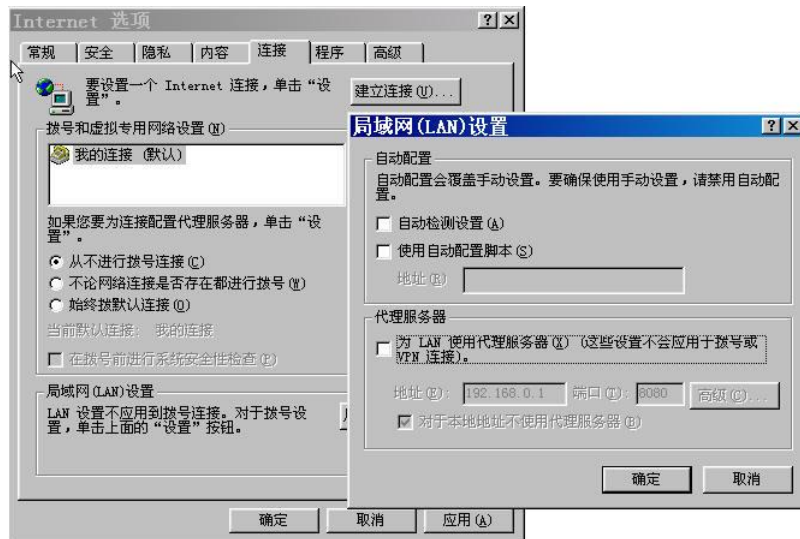 Internet 选项
常规
安全
隐私
内容
连接
程序
高级
要设置一个 Internet 连接，单击“设
置”。
建立连接(U)...
拨号和虚拟专用网络设置(N)
我的连接 (默认)
如果您要为连接配置代理服务器，单击“设
置”。
从不进行拨号连接(C)
不论网络连接是否存在都进行拨号(W)
始终拨默认连接(O)
当前默认连接: 我的连接
在拨号前进行系统安全性检查(P)
局域网(LAN)设置
LAN 设置不应用到拨号连接。对于拨号设
置，单击上面的“设置”按钮。
确定
取消
应用(A)
局域网(LAN)设置
自动配置
自动配置会覆盖手动设置。要确保使用手动设置，请禁用自动配
置。
自动检测设置(A)
使用自动配置脚本(S)
地址(R)
代理服务器
为 LAN 使用代理服务器(X) (这些设置不会应用于拨号或
VPN 连接)。
地址(E): 192.168.0.1 端口(T): 8080 高级(C)...
对于本地地址不使用代理服务器(B)
确定
取消